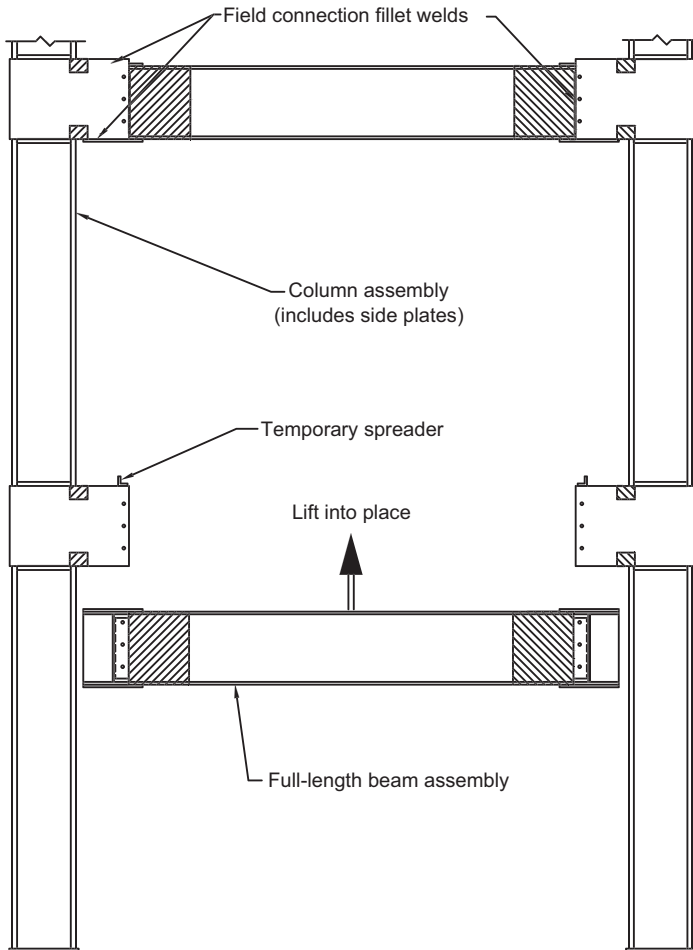 Field connection fillet welds
Column assembly
(includes side plates)
Temporary spreader
Lift into place
Full-length beam assembly